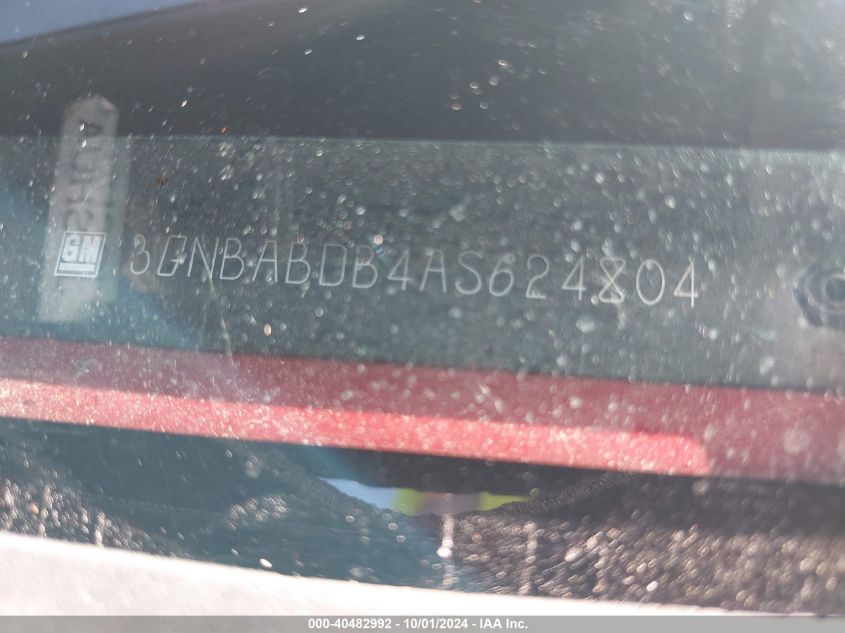 GM 3GNBABDB4AS624804
000-40482992 - 10/01/2024 - IAA Inc.